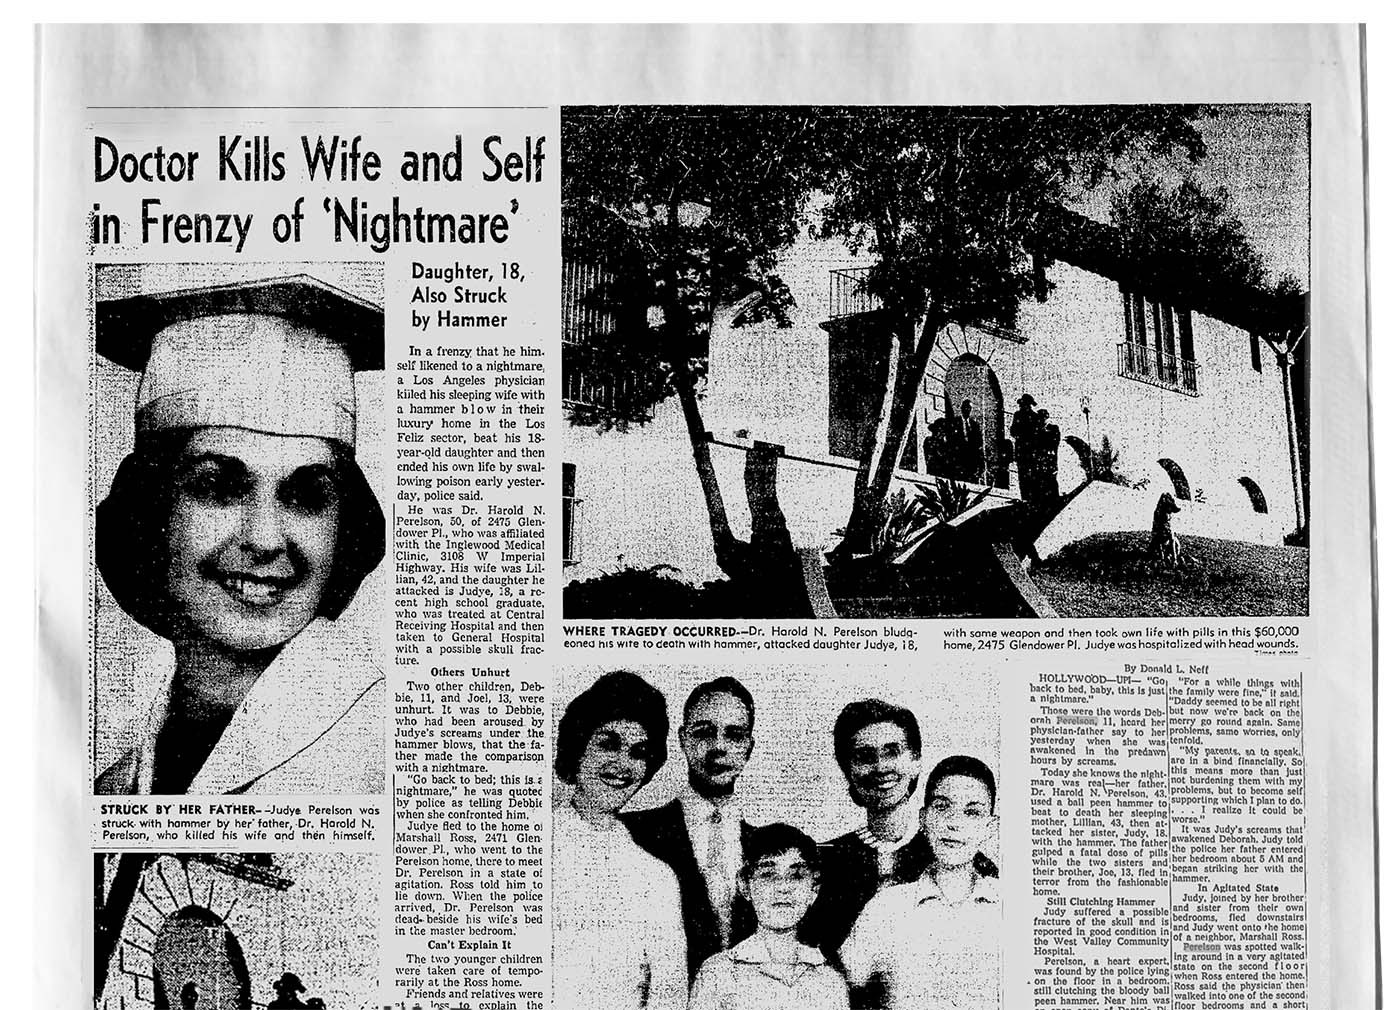 Doctor Kills Wife and Self
in Frenzy of ‘Nightmare’
Daughter, 18,
Also Struck
by Hammer
In a frenzy that he him-
self likened to a nightmare,
a Los Angeles physician
killed his sleeping wife with
a hammer blow in their
luxury home in the Los
Feliz sector, beat his 18-
year-old daughter and then
ended his own life by swal-
lowing poison early yester-
day, police said.
He was Dr. Harold N.
Perelson, 50, of 2475 Glen-
dower Pl., who was affiliated
with the Inglewood Medical
Clinic, 3108 W Imperial
Highway. His wife was Lil-
lian, 42, and the daughter he
attacked is Judye, 18, a re-
cent high school graduate,
who was treated at Central
Receiving Hospital and then
taken to General Hospital
with a possible skull frac-
ture.
Others Unhurt
Two other children, Deb-
bie, 11, and Joel, 13, were
unhurt. It was to Debbie,
who had been aroused by
Judye's screams under the
hammer blows, that the fa-
ther made the comparison
with a nightmare.
"Go back to bed; this is a
nightmare," he was quoted
by police as telling Debbie
when she confronted him.
Judye fled to the home of
Marshall Ross, 2471 Glen-
dower Pl., who went to the
Perelson home, there to meet
Dr. Perelson in a state of
agitation. Ross told him to
lie down. When the police
arrived, Dr. Perelson was
dead beside his wife's bed
in the master bedroom.
Can't Explain It
The two younger children
were taken care of tempo-
rarily at the Ross home.
Friends and relatives were
at a loss to explain the
STRUCK BY HER FATHER--Judye Perelson was
struck with hammer by her father, Dr. Harold N.
Perelson, who killed his wife and then himself.
WHERE TRAGEDY OCCURRED--Dr. Harold N. Perelson bludg-
eoned his wife to death with hammer, attacked daughter Judye, 18,
with same weapon and then took own life with pills in this $60,000
home, 2475 Glendower Pl. Judye was hospitalized with head wounds.
Times photo
By Donald L. Neff
HOLLYWOOD—UPI— "Go
back to bed, baby, this is just
a nightmare."
Those were the words Deb-
orah Perelson, 11, heard her
physician-father say to her
yesterday when she was
awakened in the predawn
hours by screams.
Today she knows the night-
mare was real—her father,
Dr. Harold N. Perelson, 43,
used a ball peen hammer to
beat to death her sleeping
mother, Lillian, 43, then at-
tacked her sister, Judy, 18,
with the hammer. The father
gulped a fatal dose of pills
while the two sisters and
their brother, Joe, 13, fled in
terror from the fashionable
home.
Still Clutching Hammer
Judy suffered a possible
fracture of the skull and is
reported in good condition in
the West Valley Community
Hospital.
Perelson, a heart expert,
was found by the police lying
on the floor in a bedroom,
still clutching the bloody ball
peen hammer. Near him was
an open copy of Dante's Di-
"For a while things with
the family were fine," it said.
"Daddy seemed to be all right
but now we're back on the
merry go round again. Same
problems, same worries, only
tenfold.
"My parents, so to speak,
are in a bind financially. So
this means more than just
not burdening them with my
problems, but to become self
supporting which I plan to do.
. . . I realize it could be
worse."
It was Judy's screams that
awakened Deborah. Judy told
the police her father entered
her bedroom about 5 AM and
began striking her with the
hammer.
In Agitated State
Judy, joined by her brother
and sister from their own
bedrooms, fled downstairs
and Judy went onto the home
of a neighbor, Marshall Ross.
Perelson was spotted walk-
ing around in a very agitated
state on the second floor
when Ross entered the home.
Ross said the physician then
walked into one of the second
floor bedrooms and a short